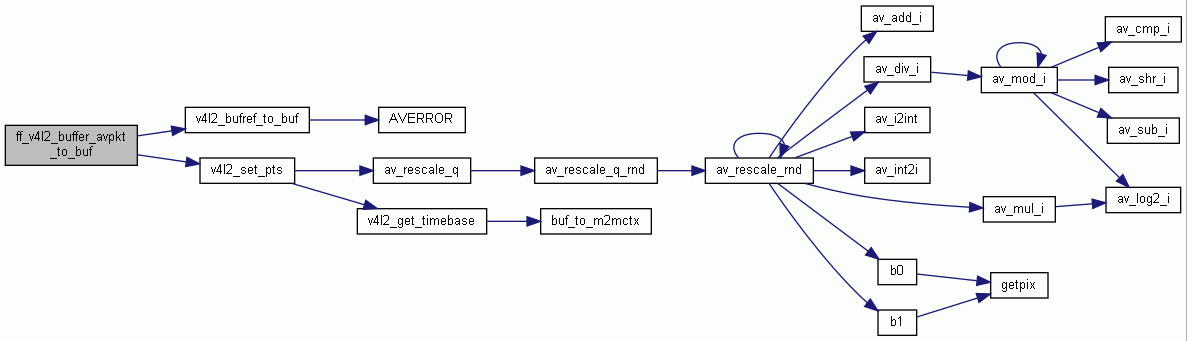 ff_v4l2_buffer_avpkt
_to_buf
v4l2_bufref_to_buf
AVERROR
v4l2_set_pts
av_rescale_q
av_rescale_q_rnd
v4l2_get_timebase
buf_to_m2mctx
av_rescale_rnd
av_add_i
av_div_i
av_i2int
av_int2i
av_mul_i
b0
b1
getpix
av_mod_i
av_cmp_i
av_shr_i
av_sub_i
av_log2_i